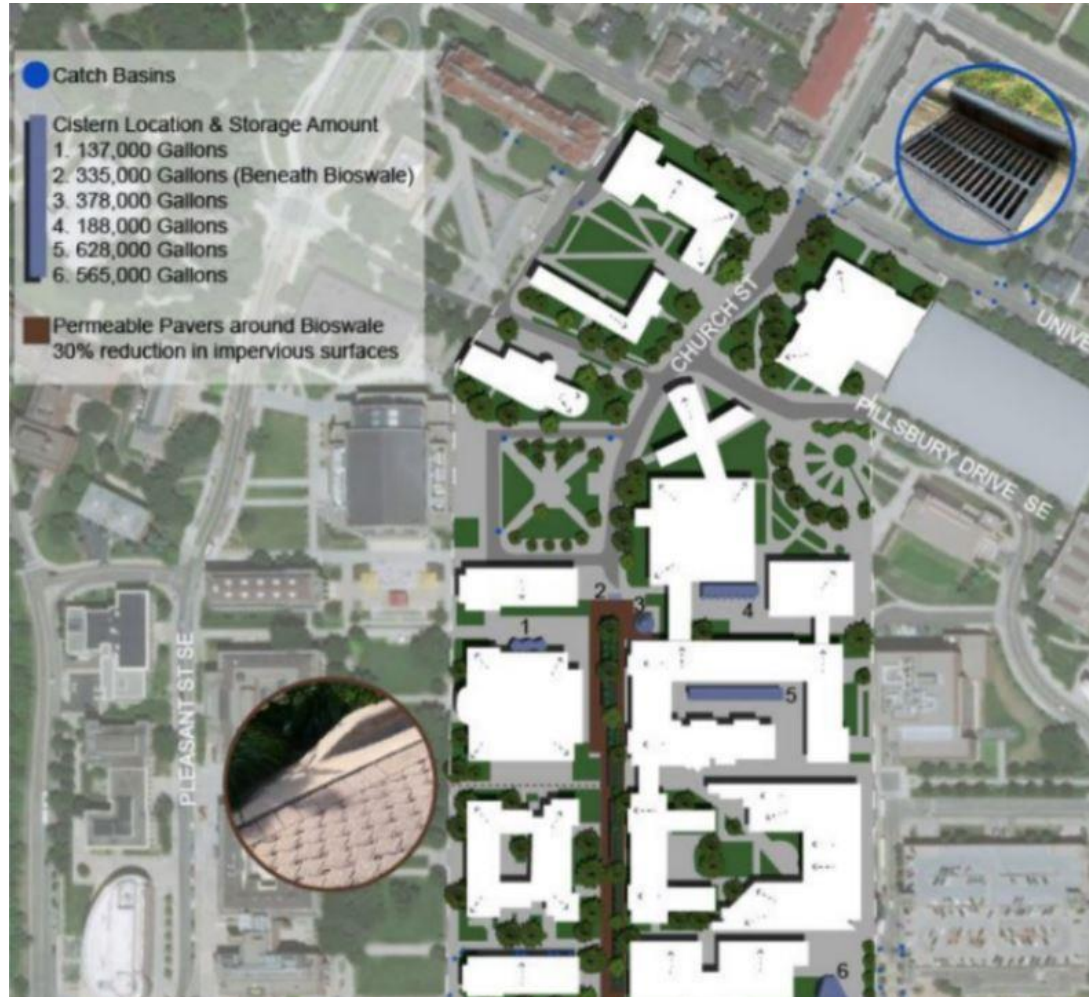 Catch Basins
Cistern Location & Storage Amount
1. 137,000 Gallons
2. 335,000 Gallons (Beneath Bioswale)
3. 378,000 Gallons
4. 188,000 Gallons
5. 628,000 Gallons
6. 565,000 Gallons
Permeable Pavers around Bioswale
30% reduction in impervious surfaces
CHURCH ST
UNIVE
PILLSBURY DRIVE SE
PLEASANT ST SE
2
3
4
1
5
6